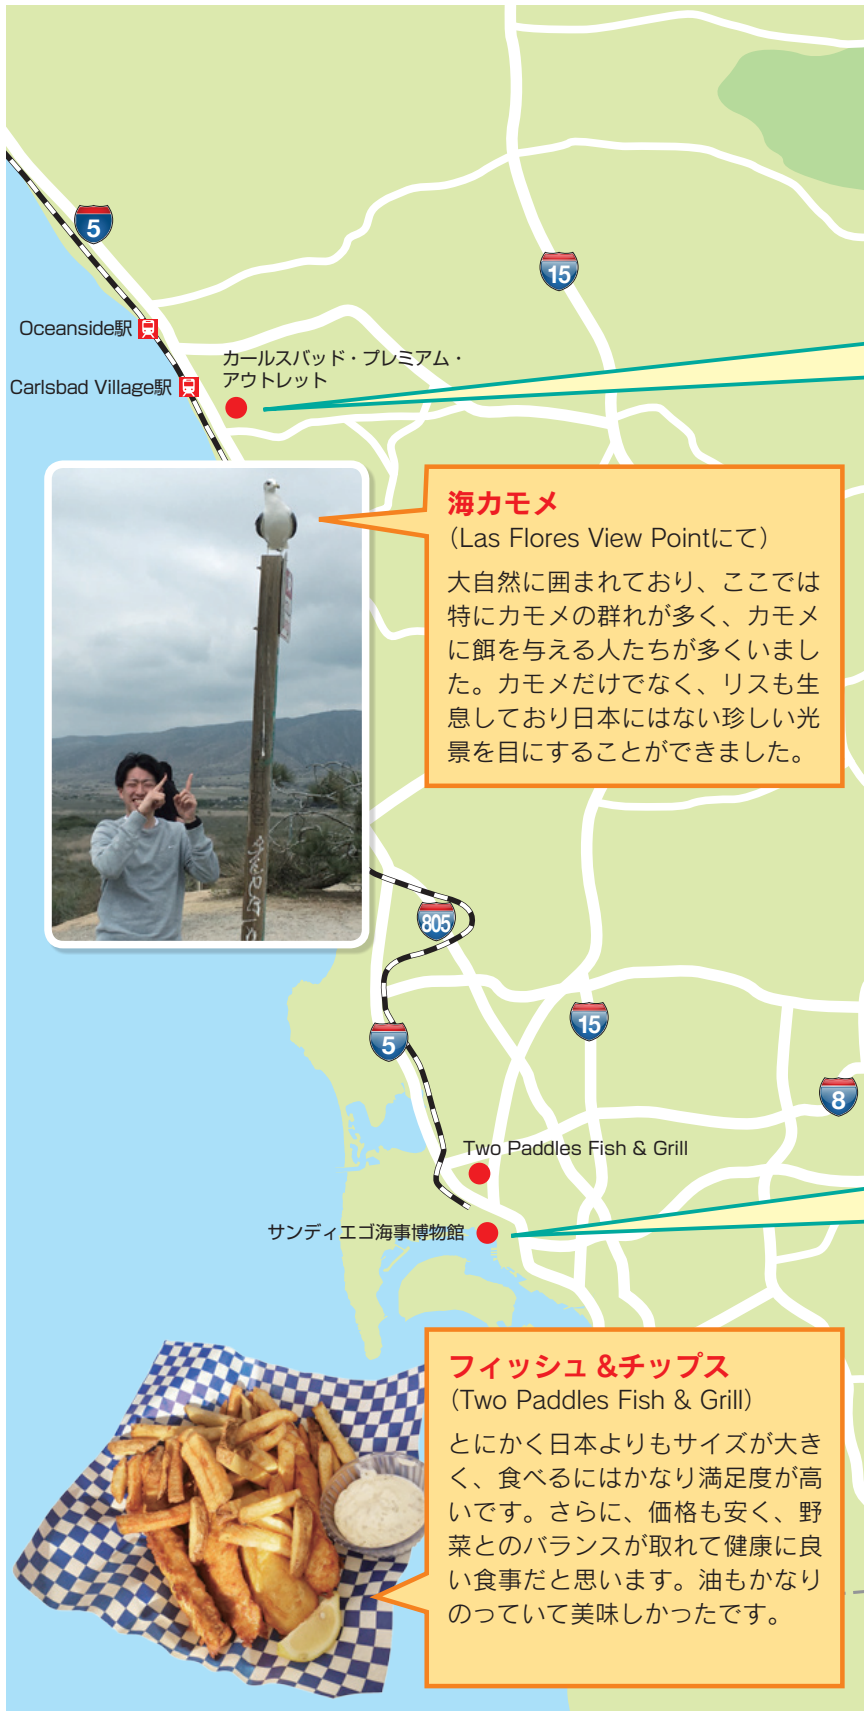 5
15
Oceanside駅
カールスバッド・プレミアム・
アウトレット
Carlsbad Village駅
海カモメ
(Las Flores View Pointにて)
大自然に囲まれており、ここでは
特にカモメの群れが多く、カモメ
に餌を与える人たちが多くいまし
た。カモメだけでなく、リスも生
息しており日本にはない珍しい光
景を目にすることができました。
805
15
5
8
Two Paddles Fish & Grill
サンディエゴ海事博物館
フィッシュ &チップス
(Two Paddles Fish & Grill)
とにかく日本よりもサイズが大き
く、食べるにはかなり満足度が高
いです。さらに、価格も安く、野
菜とのバランスが取れて健康に良
い食事だと思います。油もかなり
のっていて美味しかったです。